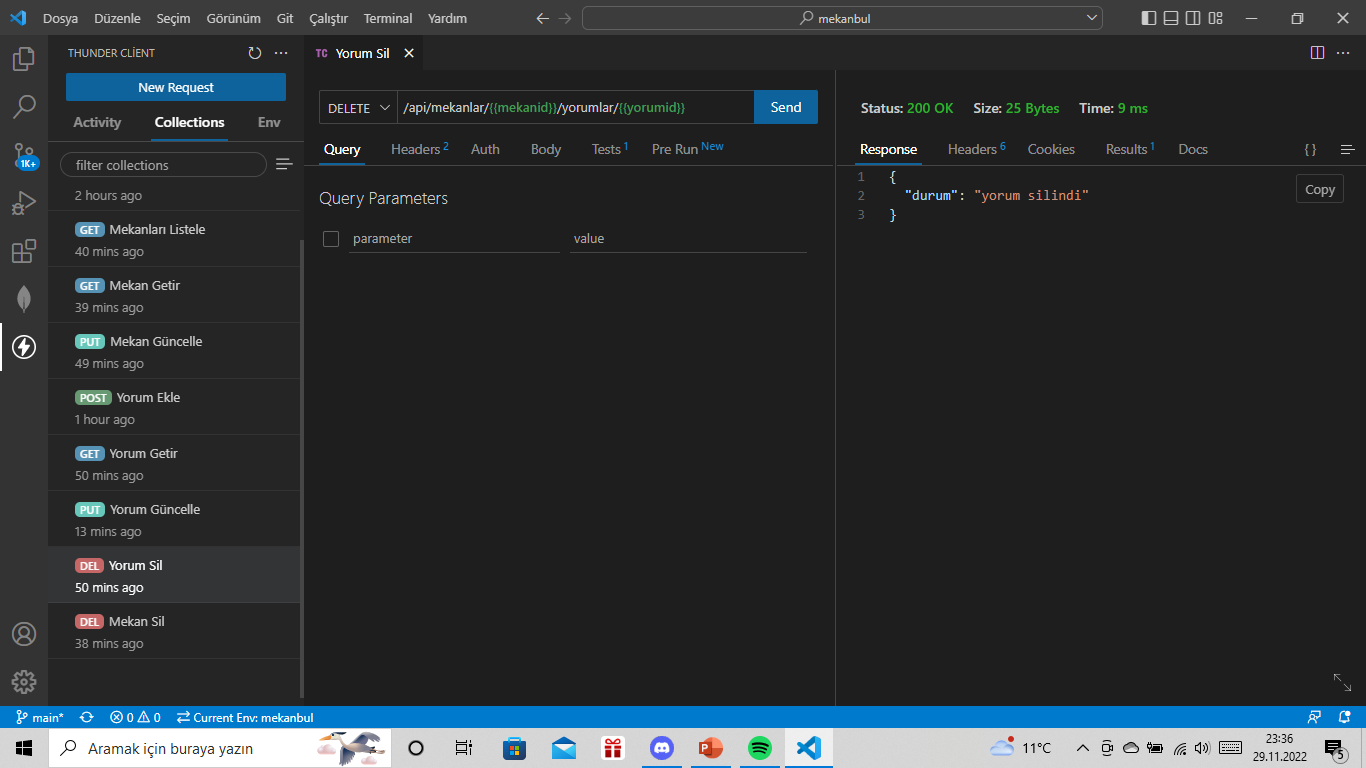 Dosya Düzenle Seçim Görünüm Git Çalıştır Terminal Yardım
mekanbul
THUNDER CLİENT
New Request
Activity Collections Env
filter collections
2 hours ago
GET Mekanları Listele
40 mins ago
GET Mekan Getir
39 mins ago
PUT Mekan Güncelle
49 mins ago
POST Yorum Ekle
1 hour ago
GET Yorum Getir
50 mins ago
PUT Yorum Güncelle
13 mins ago
DEL Yorum Sil
50 mins ago
DEL Mekan Sil
38 mins ago
1K+
TC Yorum Sil
DELETE /api/mekanlar/{{mekanid}}/yorumlar/{{yorumid}} Send
Query Headers 2 Auth Body Tests 1 Pre Run New
Query Parameters
parameter value
Status: 200 OK Size: 25 Bytes Time: 9 ms
Response Headers 6 Cookies Results 1 Docs { }
1 {
2 "durum": "yorum silindi"
3 }
Copy
main* 0 0 Current Env: mekanbul
Aramak için buraya yazın
11°C
23:36
29.11.2022
5